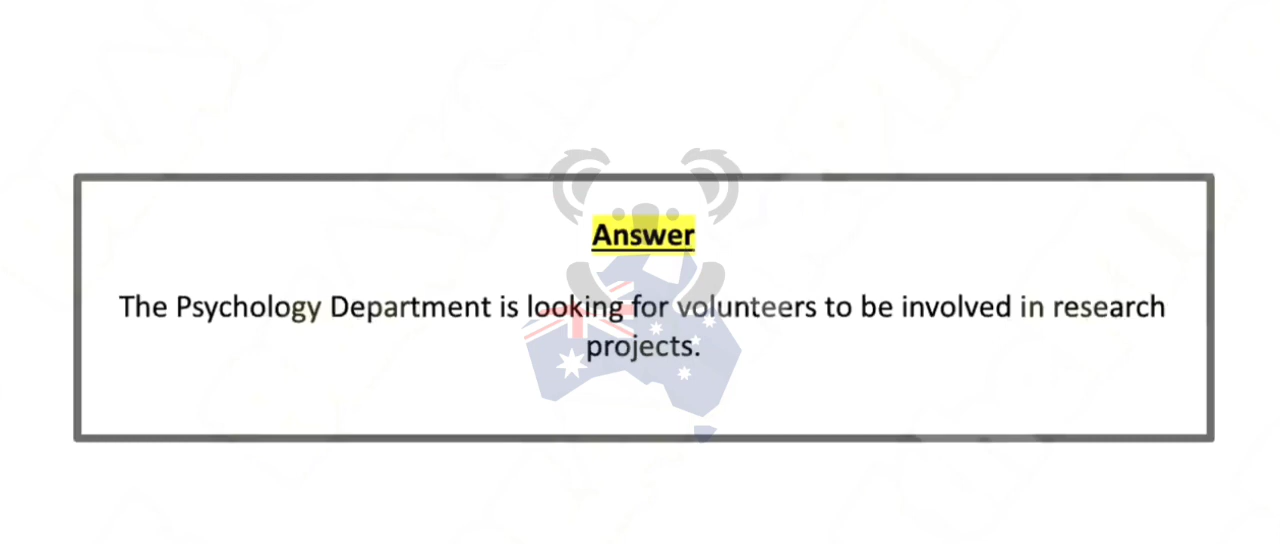 Answer
The Psychology Department is looking for volunteers to be involved in research
projects.